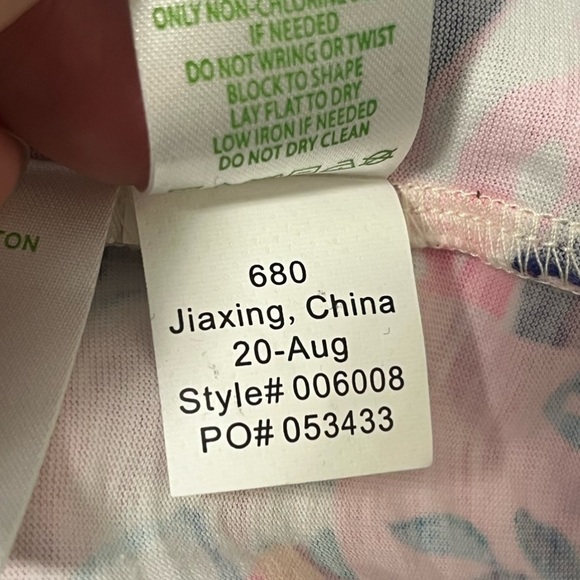 ONLY NON-CHLORINE
IF NEEDED
DO NOT WRING OR TWIST
BLOCK TO SHAPE
LAY FLAT TO DRY
LOW IRON IF NEEDED
DO NOT DRY CLEAN
TON
680
Jiaxing, China
20-Aug
Style# 006008
PO# 053433